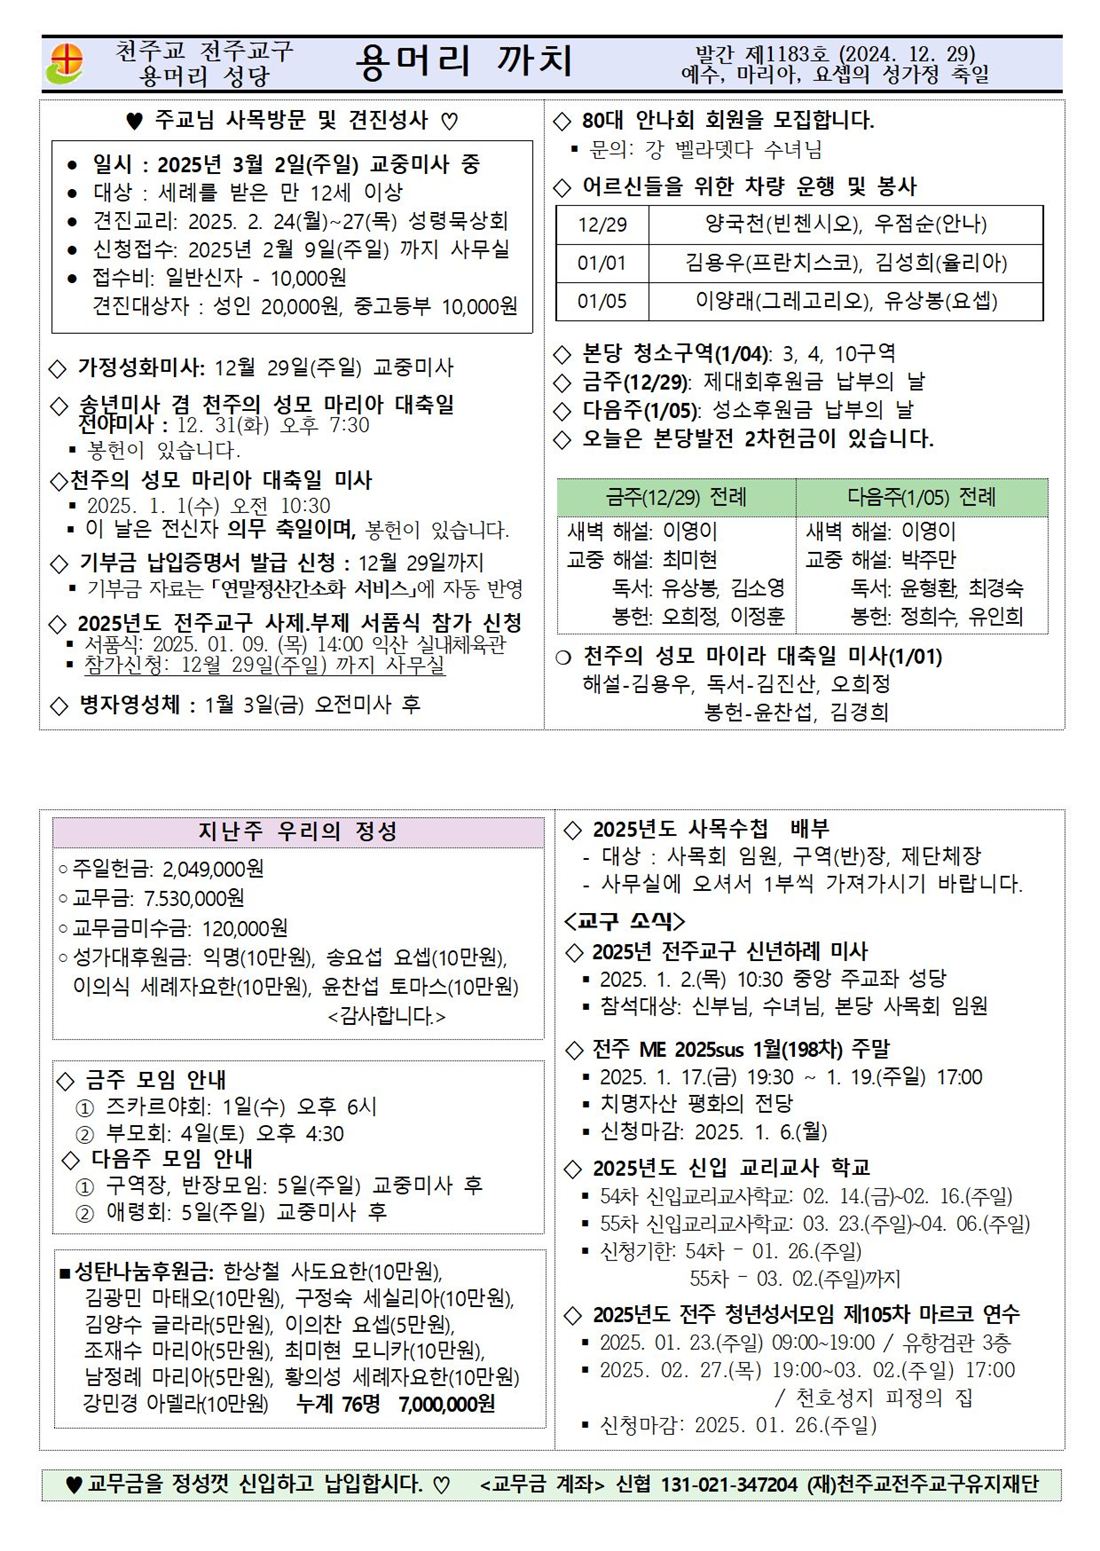 천주교 전주교구
용머리 성당
용머리 까치
발간 제1183호 (2024. 12. 29)
예수, 마리아, 요셉의 성가정 축일
♥ 주교님 사목방문 및 견진성사 ♡
● 일시 : 2025년 3월 2일(주일) 교중미사 중
● 대상 : 세례를 받은 만 12세 이상
● 견진교리: 2025. 2. 24(월)~27(목) 성령묵상회
● 신청접수: 2025년 2월 9일(주일) 까지 사무실
● 접수비: 일반신자 - 10,000원
견진대상자 : 성인 20,000원, 중고등부 10,000원
◇ 가정성화미사: 12월 29일(주일) 교중미사
◇ 송년미사 겸 천주의 성모 마리아 대축일
전야미사 : 12. 31(화) 오후 7:30
▪ 봉헌이 있습니다.
◇천주의 성모 마리아 대축일 미사
▪ 2025. 1. 1(수) 오전 10:30
▪ 이 날은 전신자 의무 축일이며, 봉헌이 있습니다.
◇ 기부금 납입증명서 발급 신청 : 12월 29일까지
▪ 기부금 자료는 「연말정산간소화 서비스」에 자동 반영
◇ 2025년도 전주교구 사제.부제 서품식 참가 신청
▪ 서품식: 2025. 01. 09. (목) 14:00 익산 실내체육관
▪ 참가신청: 12월 29일(주일) 까지 사무실
◇ 병자영성체 : 1월 3일(금) 오전미사 후
◇ 80대 안나회 회원을 모집합니다.
▪ 문의: 강 벨라뎃다 수녀님
◇ 어르신들을 위한 차량 운행 및 봉사
12/29 양국천(빈첸시오), 우점순(안나)
01/01 김용우(프란치스코), 김성희(율리아)
01/05 이양래(그레고리오), 유상봉(요셉)
◇ 본당 청소구역(1/04): 3, 4, 10구역
◇ 금주(12/29): 제대회후원금 납부의 날
◇ 다음주(1/05): 성소후원금 납부의 날
◇ 오늘은 본당발전 2차헌금이 있습니다.
금주(12/29) 전례 다음주(1/05) 전례
새벽 해설: 이영이 새벽 해설: 이영이
교중 해설: 최미현 교중 해설: 박주만
독서: 유상봉, 김소영 독서: 윤형환, 최경숙
봉헌: 오희정, 이정훈 봉헌: 정희수, 유인희
❍ 천주의 성모 마이라 대축일 미사(1/01)
해설-김용우, 독서-김진산, 오희정
봉헌-윤찬섭, 김경희
지난주 우리의 정성
○ 주일헌금: 2,049,000원
○ 교무금: 7.530,000원
○ 교무금미수금: 120,000원
○ 성가대후원금: 익명(10만원), 송요섭 요셉(10만원),
이의식 세례자요한(10만원), 윤찬섭 토마스(10만원)
<감사합니다.>
◇ 금주 모임 안내
① 즈카르야회: 1일(수) 오후 6시
② 부모회: 4일(토) 오후 4:30
◇ 다음주 모임 안내
① 구역장, 반장모임: 5일(주일) 교중미사 후
② 애령회: 5일(주일) 교중미사 후
■ 성탄나눔후원금: 한상철 사도요한(10만원),
김광민 마태오(10만원), 구정숙 세실리아(10만원),
김양수 글라라(5만원), 이의찬 요셉(5만원),
조재수 마리아(5만원), 최미현 모니카(10만원),
남정례 마리아(5만원), 황의성 세례자요한(10만원)
강민경 아델라(10만원) 누계 76명 7,000,000원
◇ 2025년도 사목수첩 배부
- 대상 : 사목회 임원, 구역(반)장, 제단체장
- 사무실에 오셔서 1부씩 가져가시기 바랍니다.
<교구 소식>
◇ 2025년 전주교구 신년하례 미사
▪ 2025. 1. 2.(목) 10:30 중앙 주교좌 성당
▪ 참석대상: 신부님, 수녀님, 본당 사목회 임원
◇ 전주 ME 2025sus 1월(198차) 주말
▪ 2025. 1. 17.(금) 19:30 ~ 1. 19.(주일) 17:00
▪ 치명자산 평화의 전당
▪ 신청마감: 2025. 1. 6.(월)
◇ 2025년도 신입 교리교사 학교
▪ 54차 신입교리교사학교: 02. 14.(금)~02. 16.(주일)
▪ 55차 신입교리교사학교: 03. 23.(주일)~04. 06.(주일)
▪ 신청기한: 54차 - 01. 26.(주일)
55차 - 03. 02.(주일)까지
◇ 2025년도 전주 청년성서모임 제105차 마르코 연수
▪ 2025. 01. 23.(주일) 09:00~19:00 / 유항검관 3층
▪ 2025. 02. 27.(목) 19:00~03. 02.(주일) 17:00
/ 천호성지 피정의 집
▪ 신청마감: 2025. 01. 26.(주일)
♥ 교무금을 정성껏 신입하고 납입합시다. ♡ <교무금 계좌> 신협 131-021-347204 (재)천주교전주교구유지재단